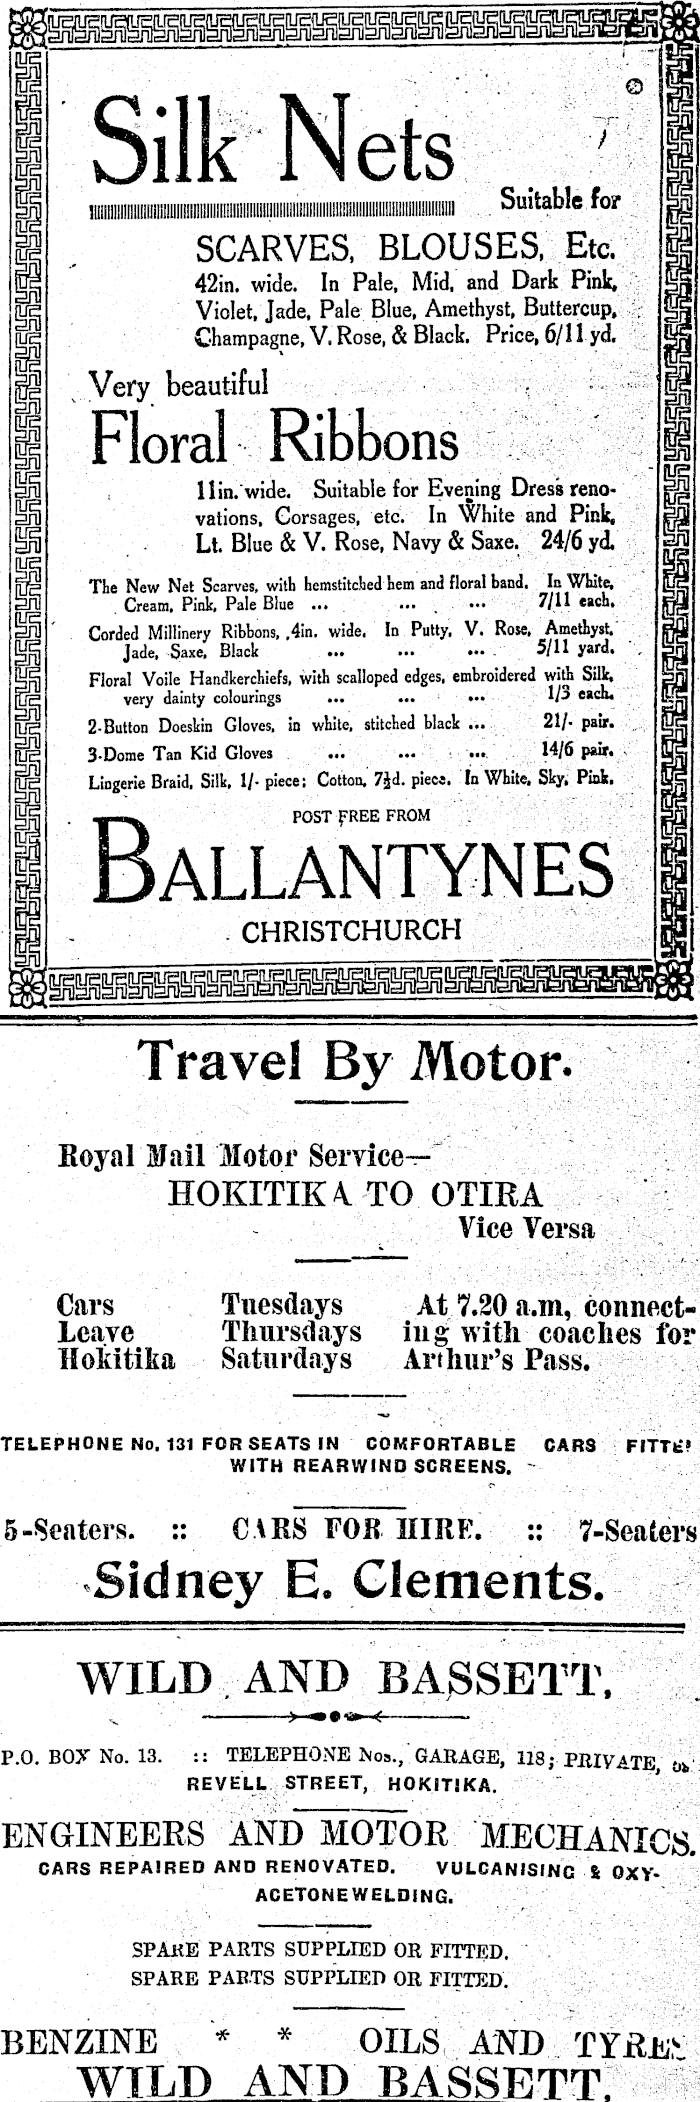 Silk Nets
Suitable for
SCARVES, BLOUSES, Etc.
42in. wide. In Pale, Mid, and Dark Pink,
Violet, Jade, Pale Blue, Amethyst, Buttercup,
Champagne, V. Rose, & Black. Price, 6/11 yd.
Very beautiful
Floral Ribbons
11in. wide. Suitable for Evening Dress reno-
vations, Corsages, etc. In White and Pink,
Lt. Blue & V. Rose, Navy & Saxe. 24/6 yd.
The New Net Scarves, with hemstitched hem and floral band. In White,
Cream, Pink, Pale Blue ... ... ... 7/11 each.
Corded Millinery Ribbons, 4in. wide. In Putty, V. Rose, Amethyst,
Jade, Saxe, Black ... ... ... 5/11 yard.
Floral Voile Handkerchiefs, with scalloped edges, embroidered with Silk,
very dainty colourings ... ... ... 1/3 each.
2-Button Doeskin Gloves, in white, stitched black ... 21/- pair.
3-Dome Tan Kid Gloves ... ... ... 14/6 pair.
Lingerie Braid, Silk, 1/- piece; Cotton, 7½d. piece. In White, Sky, Pink.
POST FREE FROM
BALLANTYNES
CHRISTCHURCH
Travel By Motor.
Royal Mail Motor Service—
HOKITIKA TO OTIRA
Vice Versa
Cars Tuesdays At 7.20 a.m, connect-
Leave Thursdays ing with coaches for
Hokitika Saturdays Arthur's Pass.
TELEPHONE No. 131 FOR SEATS IN COMFORTABLE CARS FITTE
WITH REARWIND SCREENS.
5-Seaters. :: CARS FOR HIRE. :: 7-Seaters
Sidney E. Clements.
WILD AND BASSETT,
P.O. BOX No. 13. :: TELEPHONE Nos., GARAGE, 118; PRIVATE,
REVELL STREET, HOKITIKA.
ENGINEERS AND MOTOR MECHANICS.
CARS REPAIRED AND RENOVATED. VULCANISING & OXY-
ACETONEWELDING.
SPARE PARTS SUPPLIED OR FITTED.
SPARE PARTS SUPPLIED OR FITTED.
BENZINE * * OILS AND TYRES
WILD AND BASSETT,